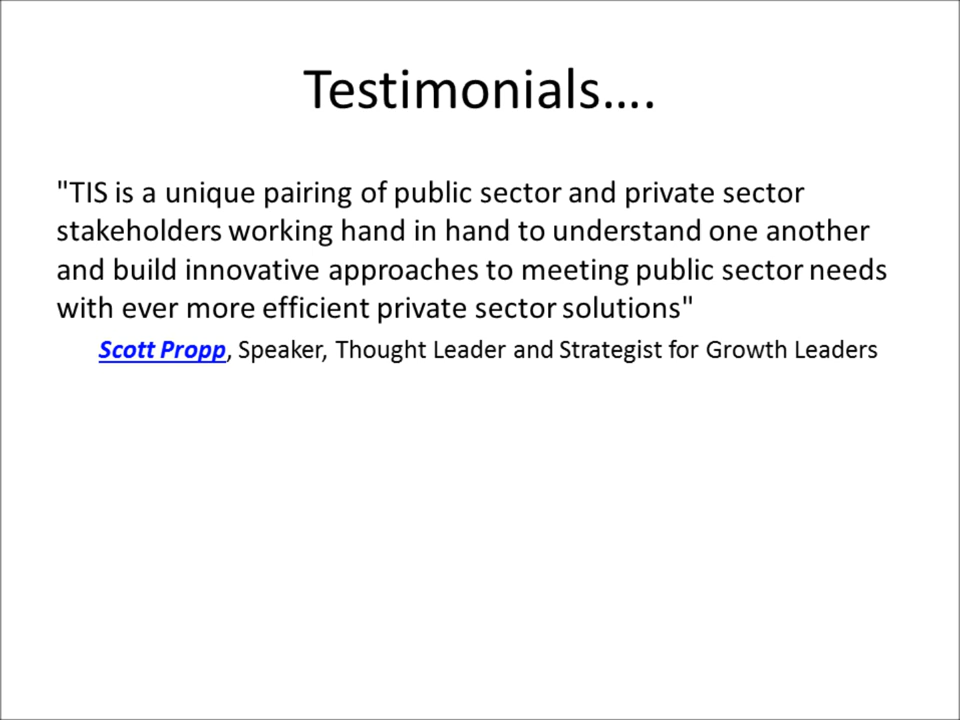 Testimonials….
"TIS is a unique pairing of public sector and private sector
stakeholders working hand in hand to understand one another
and build innovative approaches to meeting public sector needs
with ever more efficient private sector solutions"
Scott Propp, Speaker, Thought Leader and Strategist for Growth Leaders